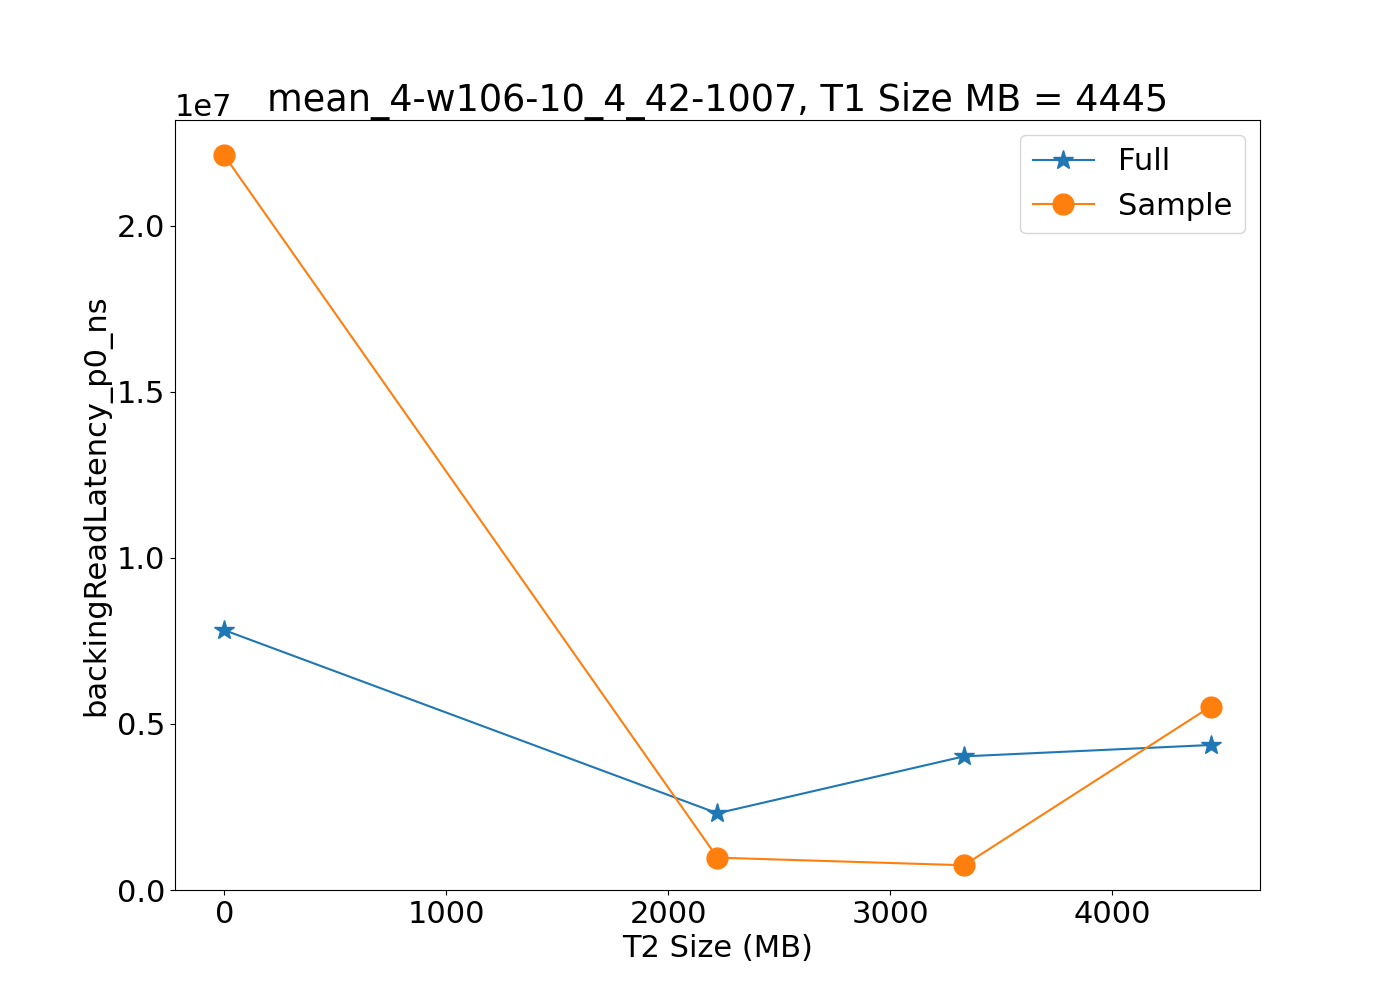 1e7
mean_4-w106-10_4_42-1007, T1 Size MB = 4445
Full
Sample
backingReadLatency_p0_ns
2.0
1.5
1.0
0.5
0.0
0 1000 2000 3000 4000
T2 Size (MB)